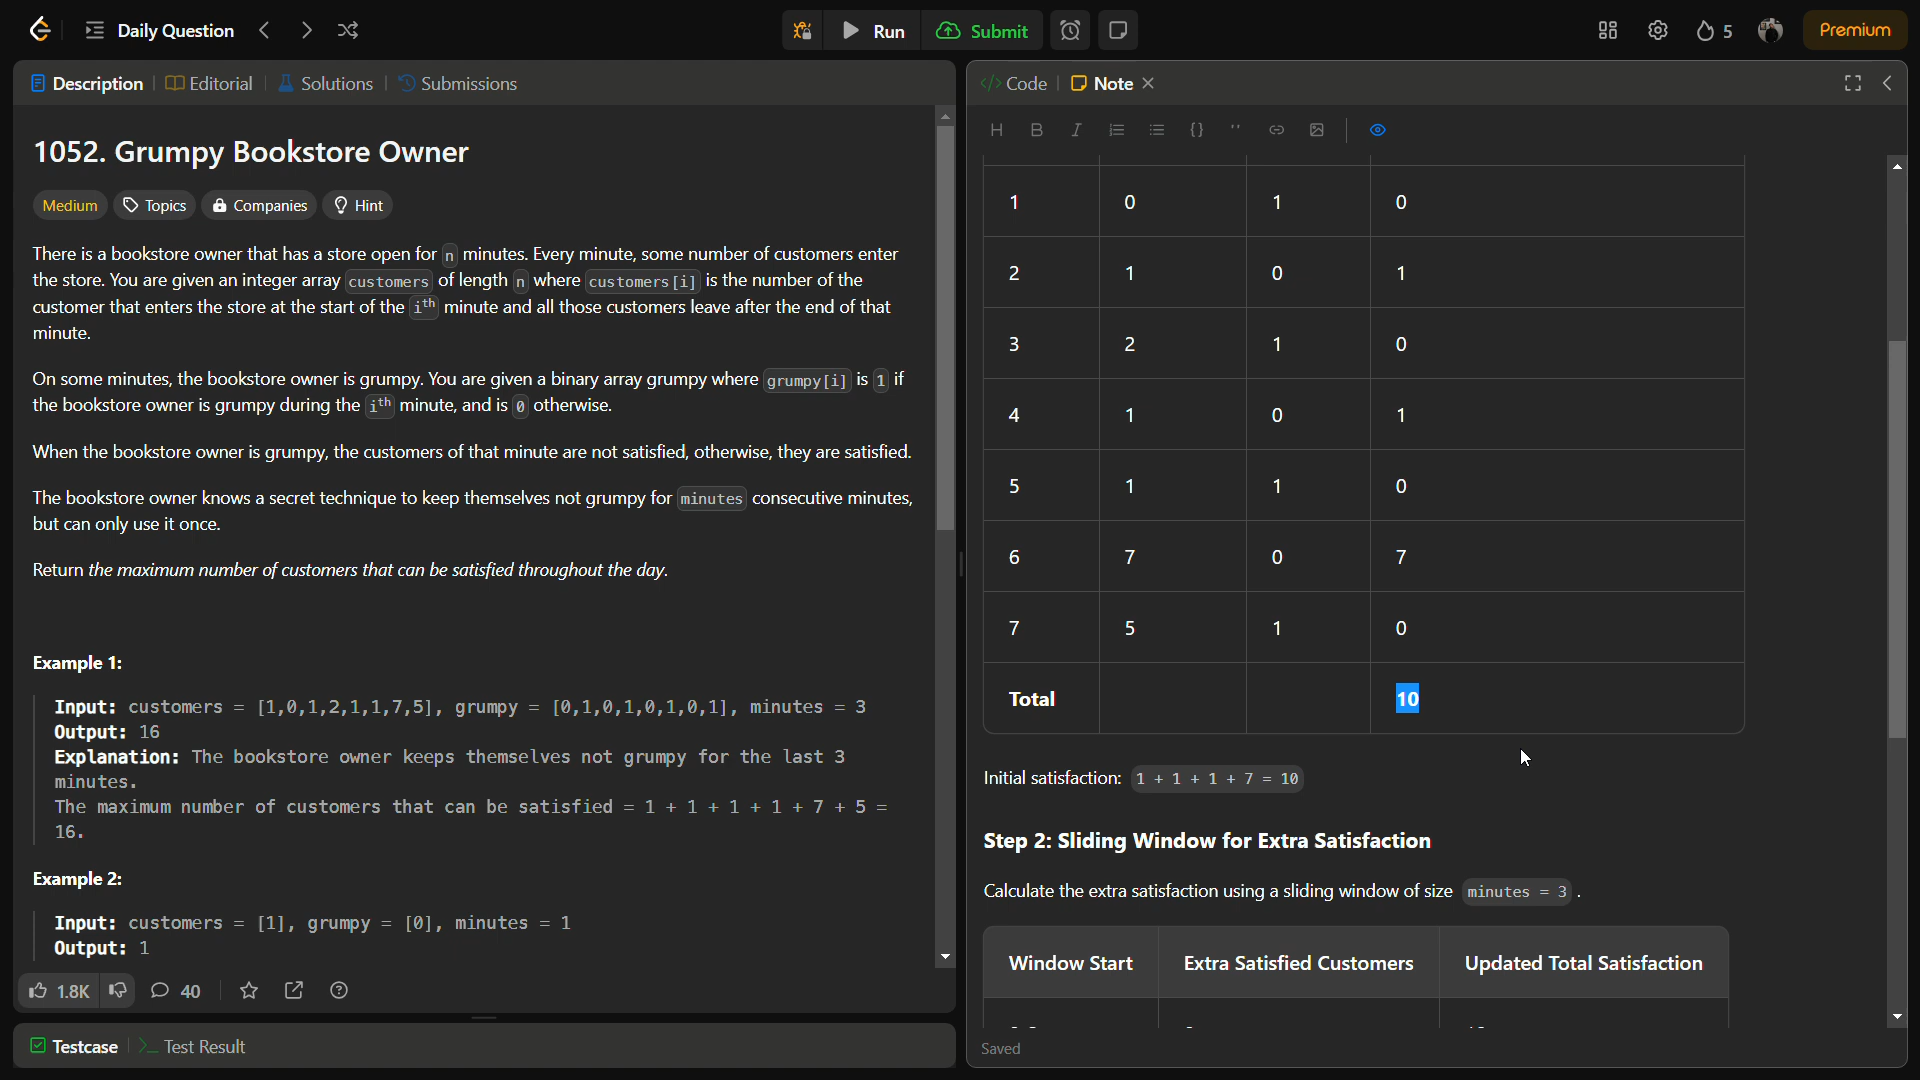 Daily Question
Run
Submit
5
Premium
Description
Editorial
Solutions
Submissions
1052. Grumpy Bookstore Owner
Medium
Topics
Companies
Hint
There is a bookstore owner that has a store open for n minutes. Every minute, some number of customers enter
the store. You are given an integer array customers of length n where customers[i] is the number of the
customer that enters the store at the start of the ith minute and all those customers leave after the end of that
minute.
On some minutes, the bookstore owner is grumpy. You are given a binary array grumpy where grumpy[i] is 1 if
the bookstore owner is grumpy during the ith minute, and is 0 otherwise.
When the bookstore owner is grumpy, the customers of that minute are not satisfied, otherwise, they are satisfied.
The bookstore owner knows a secret technique to keep themselves not grumpy for minutes consecutive minutes,
but can only use it once.
Return the maximum number of customers that can be satisfied throughout the day.
Example 1:
Input: customers = [1,0,1,2,1,1,7,5], grumpy = [0,1,0,1,0,1,0,1], minutes = 3
Output: 16
Explanation: The bookstore owner keeps themselves not grumpy for the last 3
minutes.
The maximum number of customers that can be satisfied = 1 + 1 + 1 + 1 + 7 + 5 =
16.
Example 2:
Input: customers = [1], grumpy = [0], minutes = 1
Output: 1
1.8K
40
Testcase
Test Result
Code
Note
1 0 1 0
2 1 0 1
3 2 1 0
4 1 0 1
5 1 1 0
6 7 0 7
7 5 1 0
Total 10
Initial satisfaction: 1 + 1 + 1 + 7 = 10
Step 2: Sliding Window for Extra Satisfaction
Calculate the extra satisfaction using a sliding window of size minutes = 3 .
Window Start Extra Satisfied Customers Updated Total Satisfaction
Saved